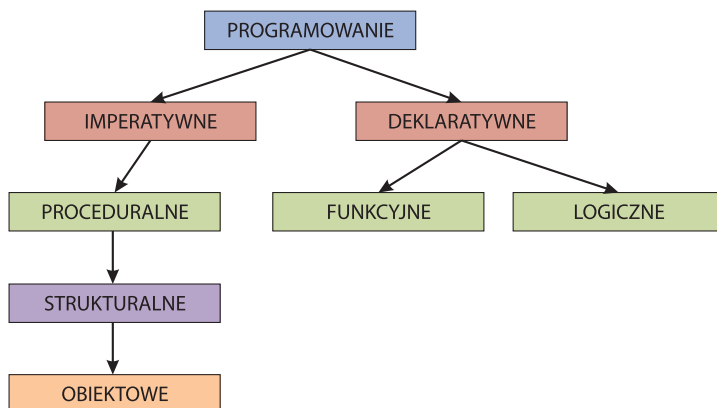 PROGRAMOWANIE
IMPERATYWNE
DEKLARATYWNE
PROCEDURALNE
FUNKCYJNE
LOGICZNE
STRUKTURALNE
OBIEKTOWE